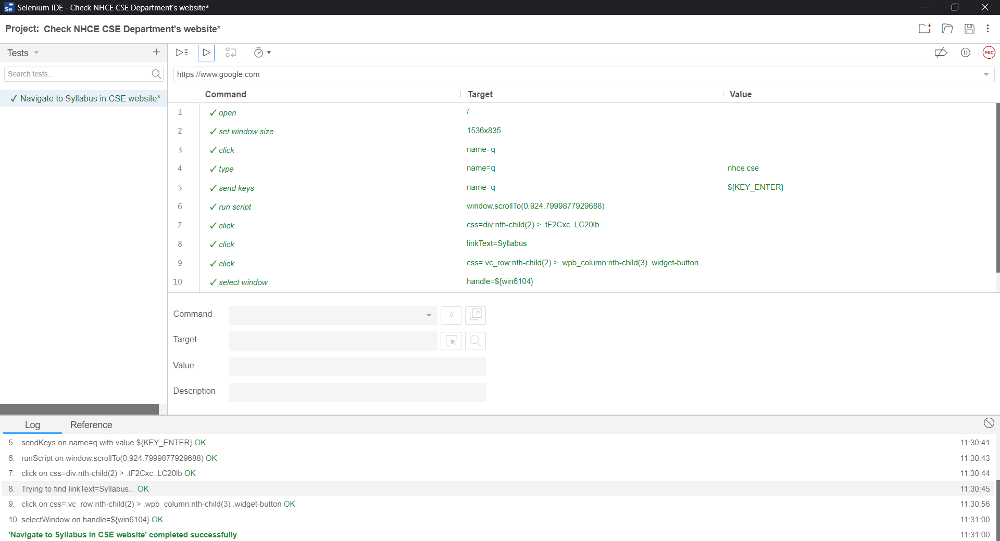 Se Selenium IDE - Check NHCE CSE Department's website*
Project: Check NHCE CSE Department's website*
Tests
Search tests...
✓ Navigate to Syllabus in CSE website*
REC
https://www.google.com
Command Target Value
1 ✓ open /
2 ✓ set window size 1536x835
3 ✓ click name=q
4 ✓ type name=q nhce cse
5 ✓ send keys name=q ${KEY_ENTER}
6 ✓ run script window.scrollTo(0,924.7999877929688)
7 ✓ click css=div:nth-child(2) > .tF2Cxc .LC20lb
8 ✓ click linkText=Syllabus
9 ✓ click css=.vc_row:nth-child(2) > .wpb_column:nth-child(3) .widget-button
10 ✓ select window handle=${win6104}
Command //
Target
Value
Description
Log Reference
5. sendKeys on name=q with value ${KEY_ENTER} OK 11:30:41
6. runScript on window.scrollTo(0,924.7999877929688) OK 11:30:43
7. click on css=div:nth-child(2) > .tF2Cxc .LC20lb OK 11:30:44
8. Trying to find linkText=Syllabus... OK 11:30:45
9. click on css=.vc_row:nth-child(2) > .wpb_column:nth-child(3) .widget-button OK 11:30:56
10. selectWindow on handle=${win6104} OK 11:31:00
'Navigate to Syllabus in CSE website' completed successfully 11:31:00